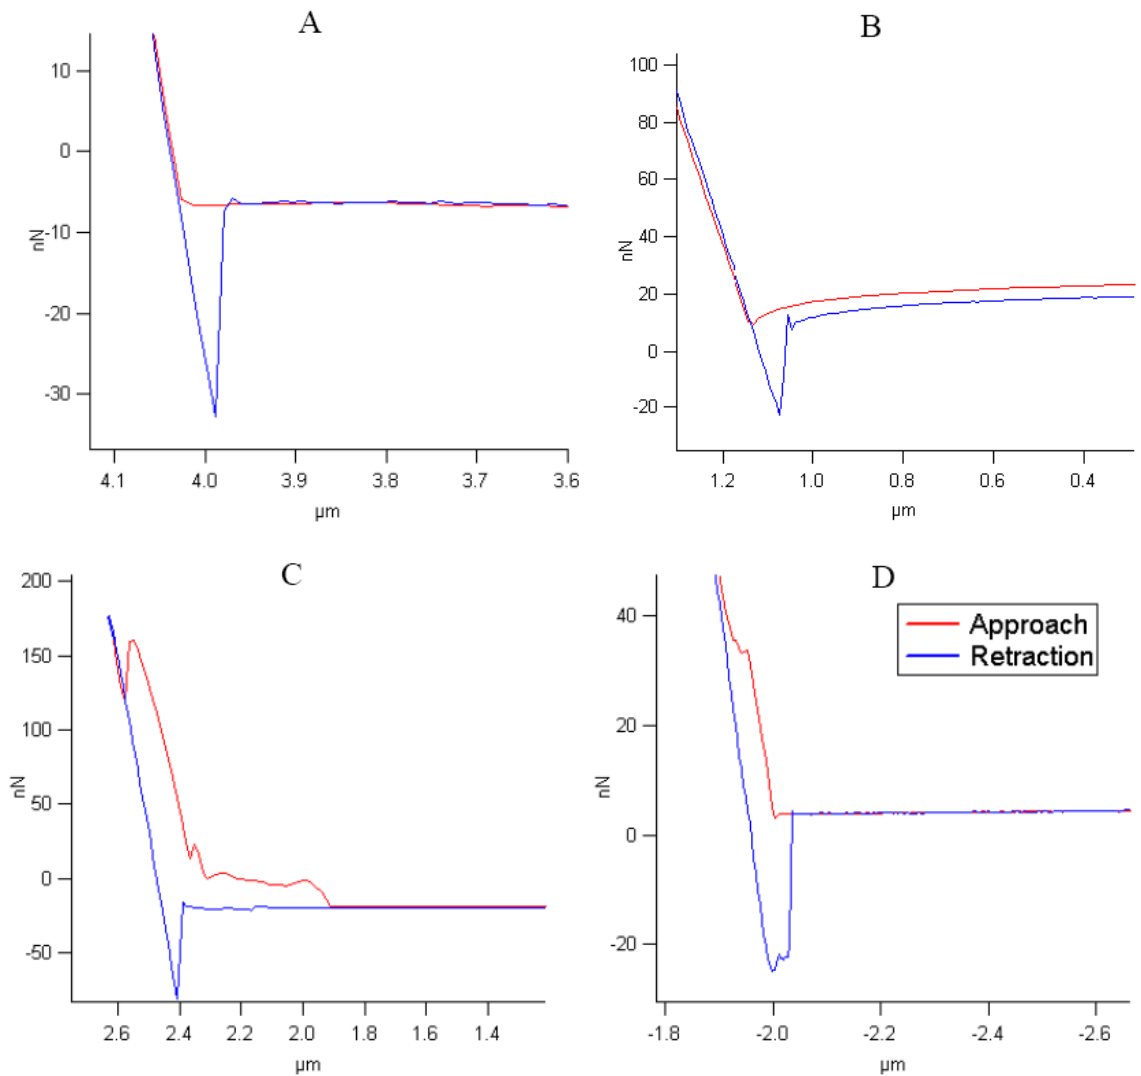 A
10
0
-10
-20
-30
nN
4.1 4.0 3.9 3.8 3.7 3.6
µm
B
100
80
60
40
20
0
-20
nN
1.2 1.0 0.8 0.6 0.4
µm
C
200
150
100
50
0
-50
nN
2.6 2.4 2.2 2.0 1.8 1.6 1.4
µm
D
Approach
Retraction
40
20
0
-20
nN
-1.8 -2.0 -2.2 -2.4 -2.6
µm